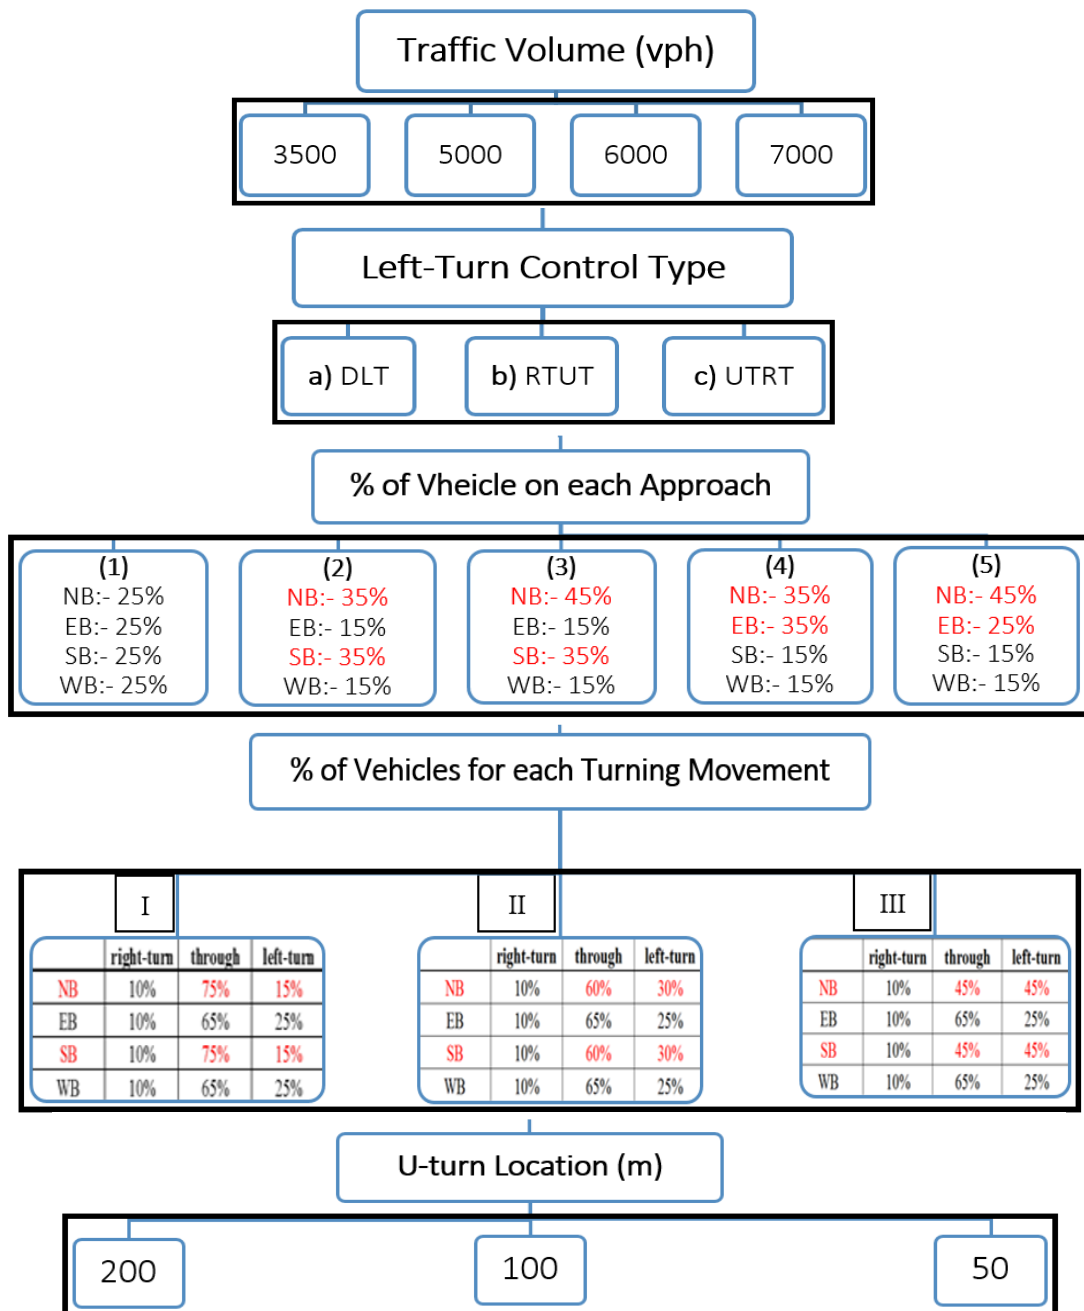 Traffic Volume (vph)
3500 5000 6000 7000
Left-Turn Control Type
a) DLT b) RTUT c) UTRT
% of Vheicle on each Approach
(1)
NB:- 25%
EB:- 25%
SB:- 25%
WB:- 25%
(2)
NB:- 35%
EB:- 15%
SB:- 35%
WB:- 15%
(3)
NB:- 45%
EB:- 15%
SB:- 35%
WB:- 15%
(4)
NB:- 35%
EB:- 35%
SB:- 15%
WB:- 15%
(5)
NB:- 45%
EB:- 25%
SB:- 15%
WB:- 15%
% of Vehicles for each Turning Movement
I
right-turn through left-turn
NB 10% 75% 15%
EB 10% 65% 25%
SB 10% 75% 15%
WB 10% 65% 25%
II
right-turn through left-turn
NB 10% 60% 30%
EB 10% 65% 25%
SB 10% 60% 30%
WB 10% 65% 25%
III
right-turn through left-turn
NB 10% 45% 45%
EB 10% 65% 25%
SB 10% 45% 45%
WB 10% 65% 25%
U-turn Location (m)
200 100 50